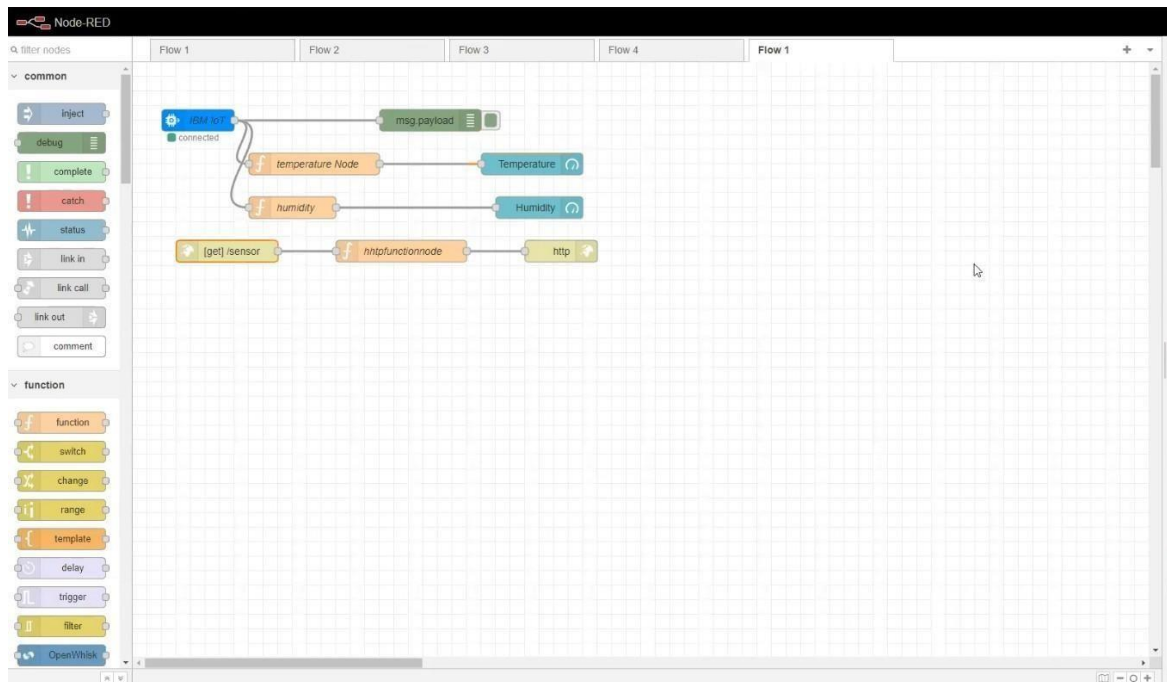 Node-RED
filter nodes
Flow 1
Flow 2
Flow 3
Flow 4
Flow 1
common
inject
debug
complete
catch
status
link in
link call
link out
comment
function
function
switch
change
range
template
delay
trigger
filter
OpenWhisk
IBM IoT
connected
msg.payload
temperature Node
Temperature
humidity
Humidity
[get] /sensor
hhtpfunctionnode
http